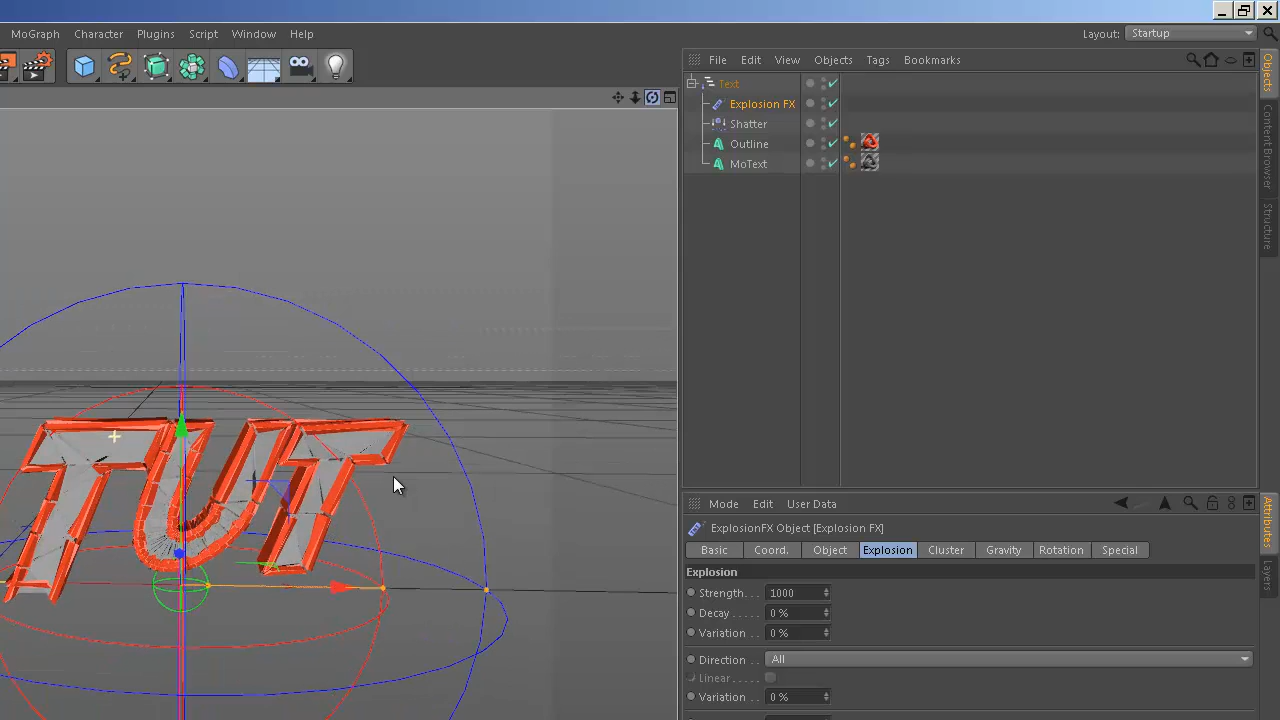 MoGraph Character Plugins Script Window Help Layout: Startup
File Edit View Objects Tags Bookmarks
Text
Explosion FX
Shatter
Outline
MoText
Objects
Content Browser
Structure
TUT
Mode Edit User Data
ExplosionFX Object [Explosion FX]
Basic Coord. Object Explosion Cluster Gravity Rotation Special
Explosion
Strength. . . 1000
Decay . . . . . 0 %
Variation . . 0 %
Direction . . All
Linear . . . . .
Variation . . 0 %
Attributes
Layers